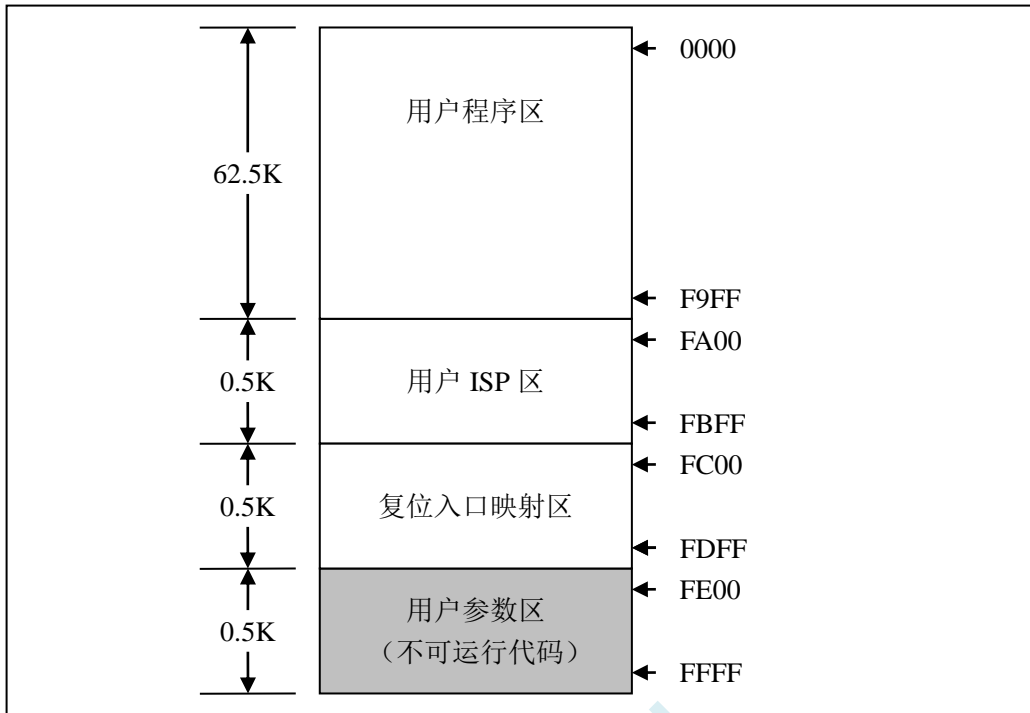 0000
用户程序区
62.5K
F9FF
FA00
用户 ISP 区
0.5K
FBFF
FC00
复位入口映射区
0.5K
FDFF
FE00
用户参数区
0.5K
（不可运行代码）
FFFF